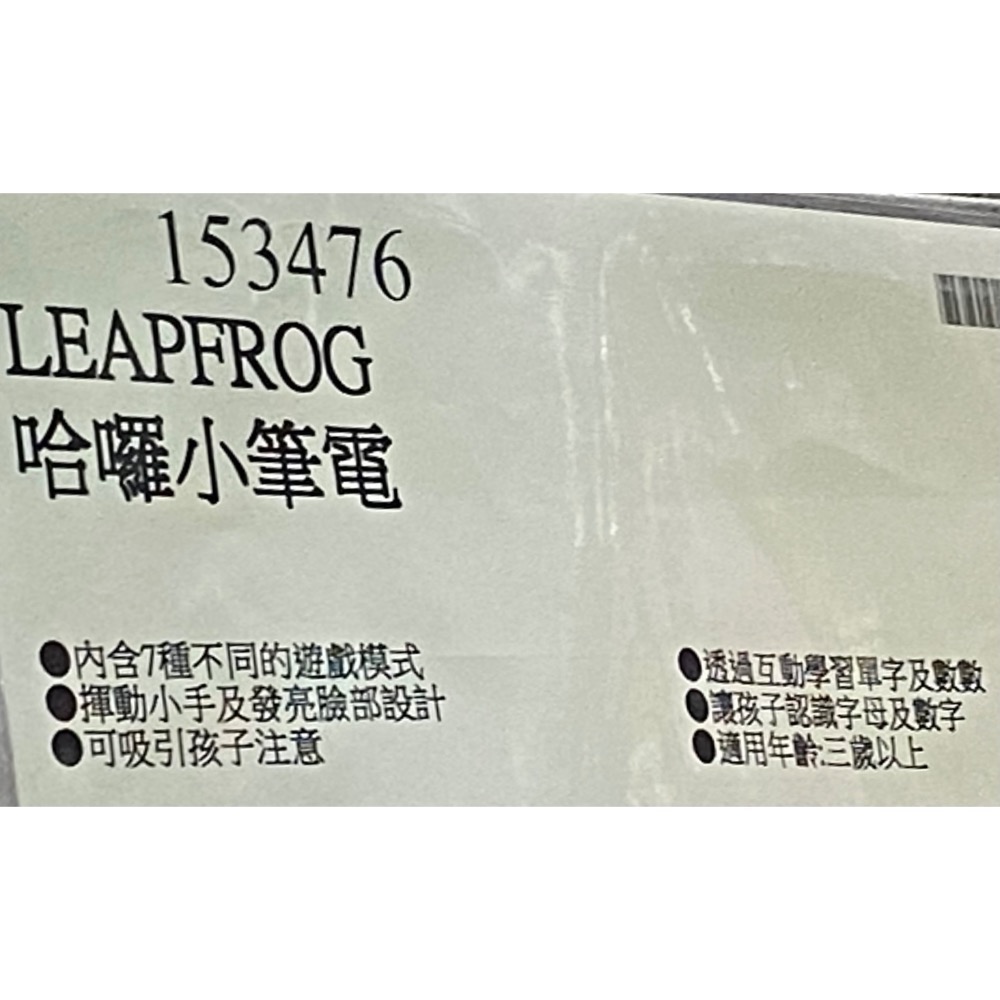 153476
LEAPFROG
哈囉小筆電
●內含7種不同的遊戲模式
●揮動小手及發亮臉部設計
●可吸引孩子注意
●透過互動學習單字及數數
●讓孩子認識字母及數字
●適用年齡:三歲以上